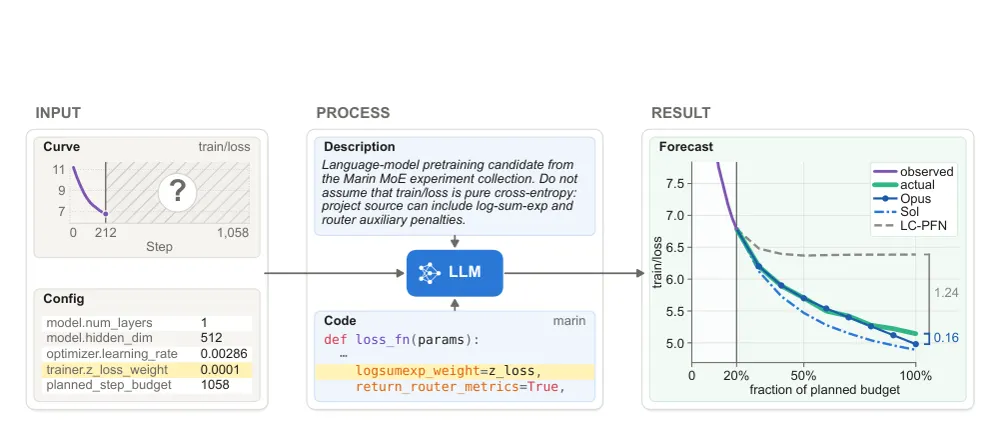 INPUT
Curve
train/loss
11
9
7
?
0
212
1,058
Step
Config
model.num_layers 1
model.hidden_dim 512
optimizer.learning_rate 0.00286
trainer.z_loss_weight 0.0001
planned_step_budget 1058
PROCESS
Description
Language-model pretraining candidate from
the Marin MoE experiment collection. Do not
assume that train/loss is pure cross-entropy:
project source can include log-sum-exp and
router auxiliary penalties.
LLM
Code
marin
def loss_fn(params):
…
logsumexp_weight=z_loss,
return_router_metrics=True,
RESULT
Forecast
observed
actual
Opus
Sol
LC-PFN
train/loss
7.5
7.0
6.5
6.0
5.5
5.0
1.24
0.16
0
20%
50%
100%
fraction of planned budget